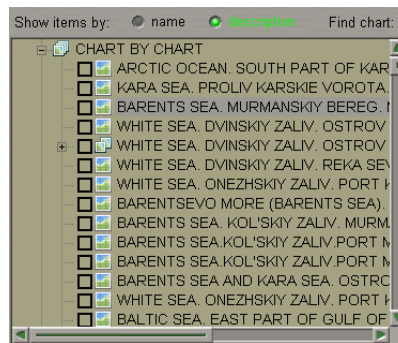 Show items by: name description Find chart:
CHART BY CHART
ARCTIC OCEAN. SOUTH PART OF KAR
KARA SEA. PROLIV KARSKIE VOROTA.
BARENTS SEA. MURMANSKIY BEREG.
WHITE SEA. DVINSKIY ZALIV. OSTROV
WHITE SEA. DVINSKIY ZALIV. OSTROV
WHITE SEA. DVINSKIY ZALIV. REKA SEV
WHITE SEA. ONEZHSKIY ZALIV. PORT
BARENTSEVO MORE (BARENTS SEA).
BARENTS SEA. KOL'SKIY ZALIV. MURM
BARENTS SEA.KOL'SKIY ZALIV.PORT
BARENTS SEA.KOL'SKIY ZALIV.PORT
BARENTS SEA AND KARA SEA. OSTRO
WHITE SEA. ONEZHSKIY ZALIV. PORT
BALTIC SEA. EAST PART OF GULF OF